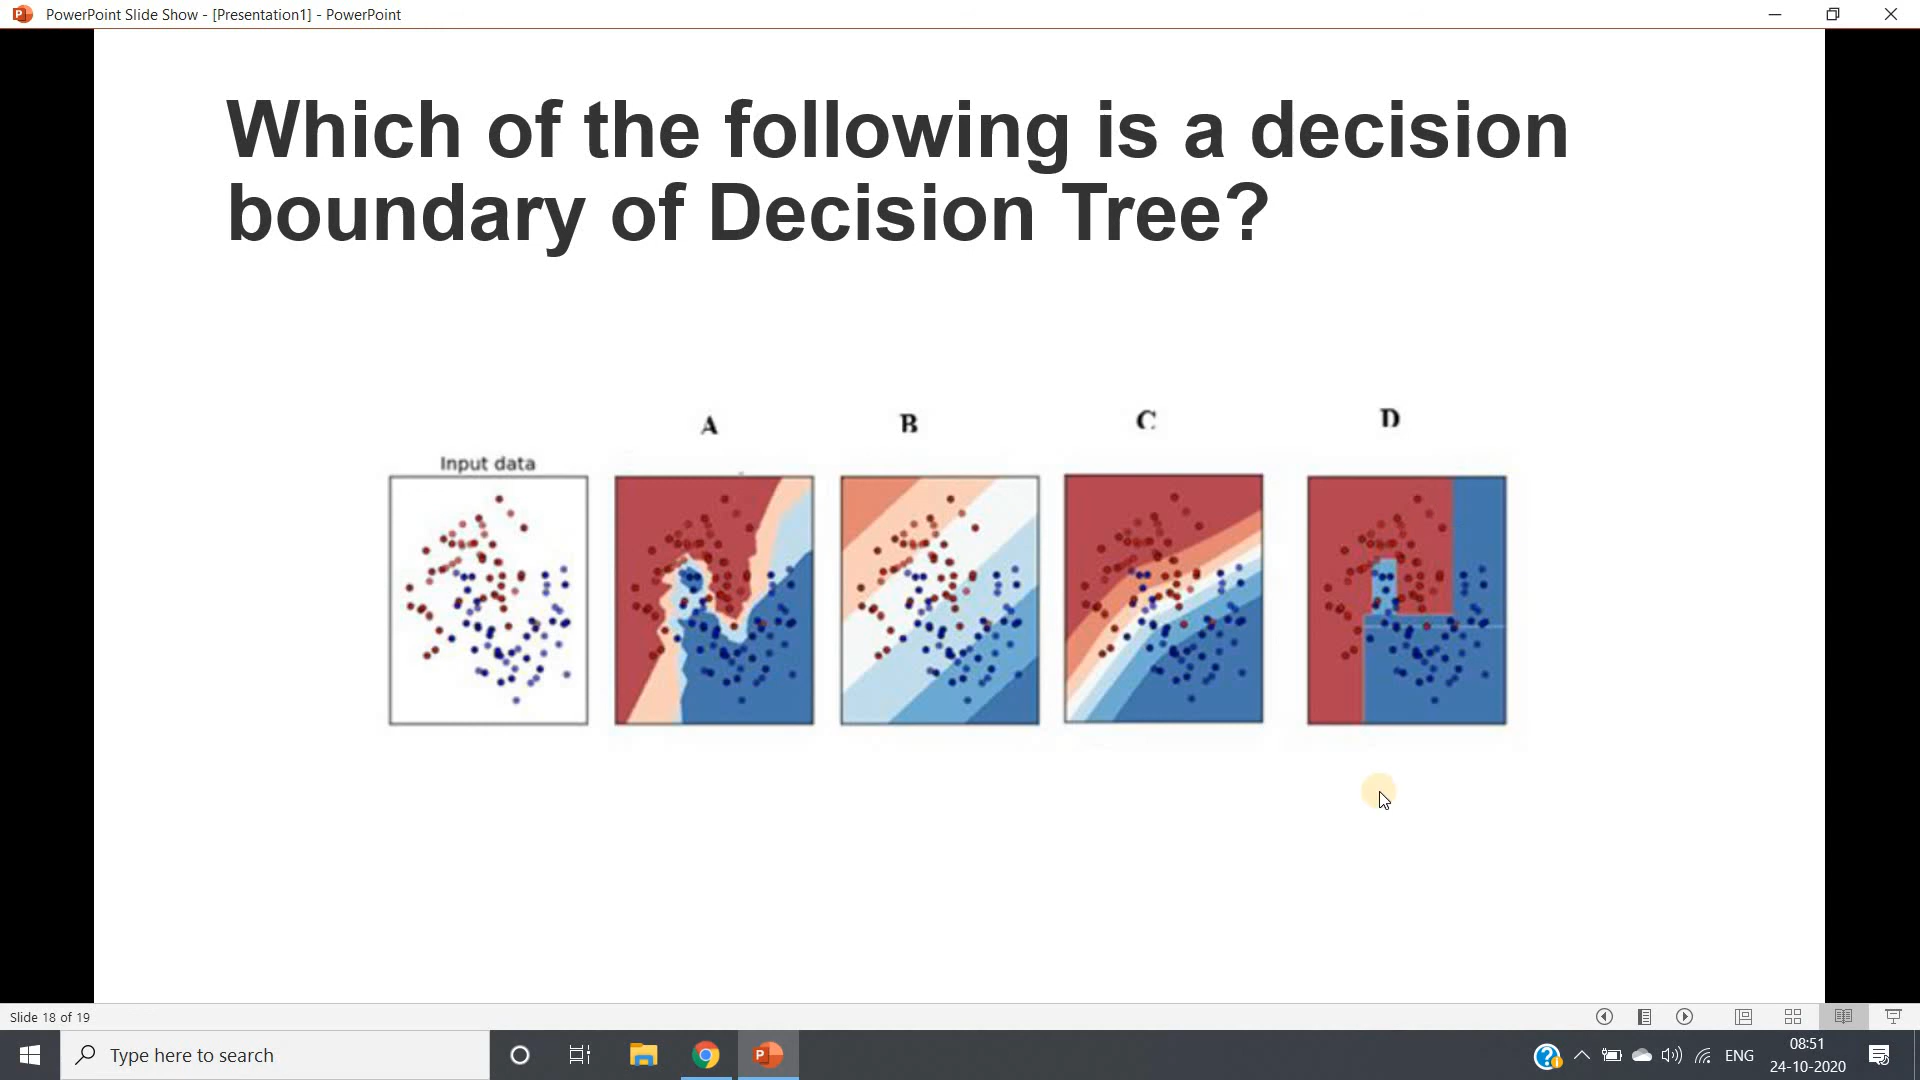 PowerPoint Slide Show - [Presentation1] - PowerPoint
Which of the following is a decision
boundary of Decision Tree?
A
B
C
D
Input data
Slide 18 of 19
Type here to search
ENG
08:51
24-10-2020